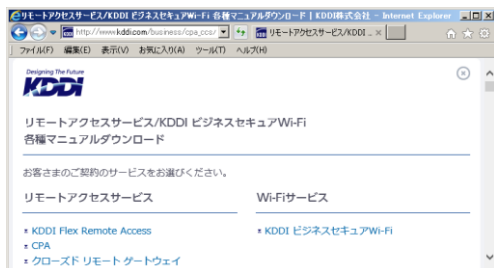 リモートアクセスサービス/KDDI ビジネスセキュアWi-Fi 各種マニュアルダウンロード | KDDI株式会社 - Internet Explorer
http://www.kddi.com/business/cpa_ccs/
リモートアクセスサービス/KDDI ...
ファイル(F) 編集(E) 表示(V) お気に入り(A) ツール(T) ヘルプ(H)
Designing The Future
KDDI
リモートアクセスサービス/KDDI ビジネスセキュアWi-Fi
各種マニュアルダウンロード
お客さまのご契約のサービスをお選びください。
リモートアクセスサービス
KDDI Flex Remote Access
CPA
クローズド リモート ゲートウェイ
Wi-Fiサービス
KDDI ビジネスセキュアWi-Fi